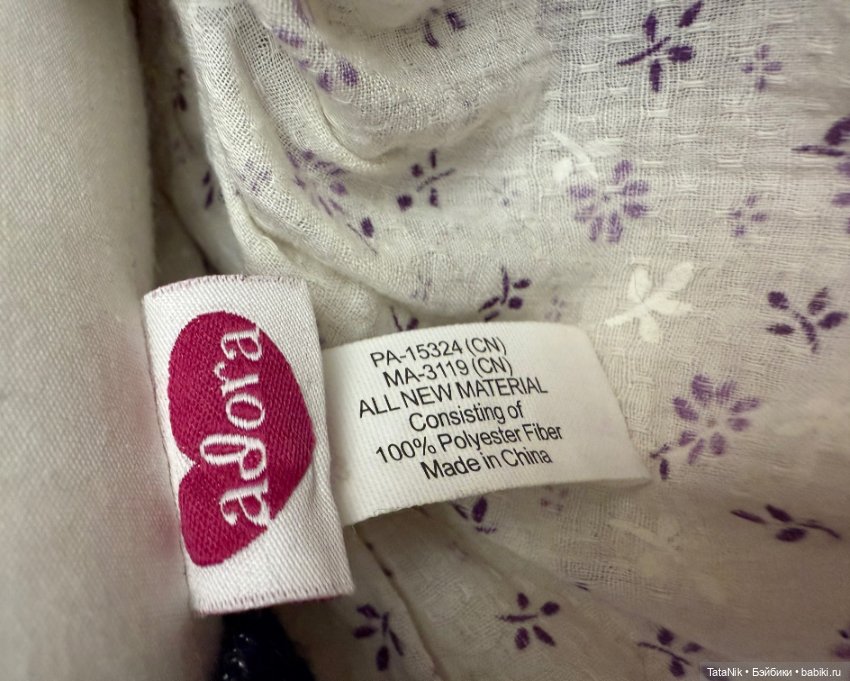 adora
PA-15324 (CN)
MA-3119 (CN)
ALL NEW MATERIAL
Consisting of
100% Polyester Fiber
Made in China
TataNik • Бэйбики • babiki.ru